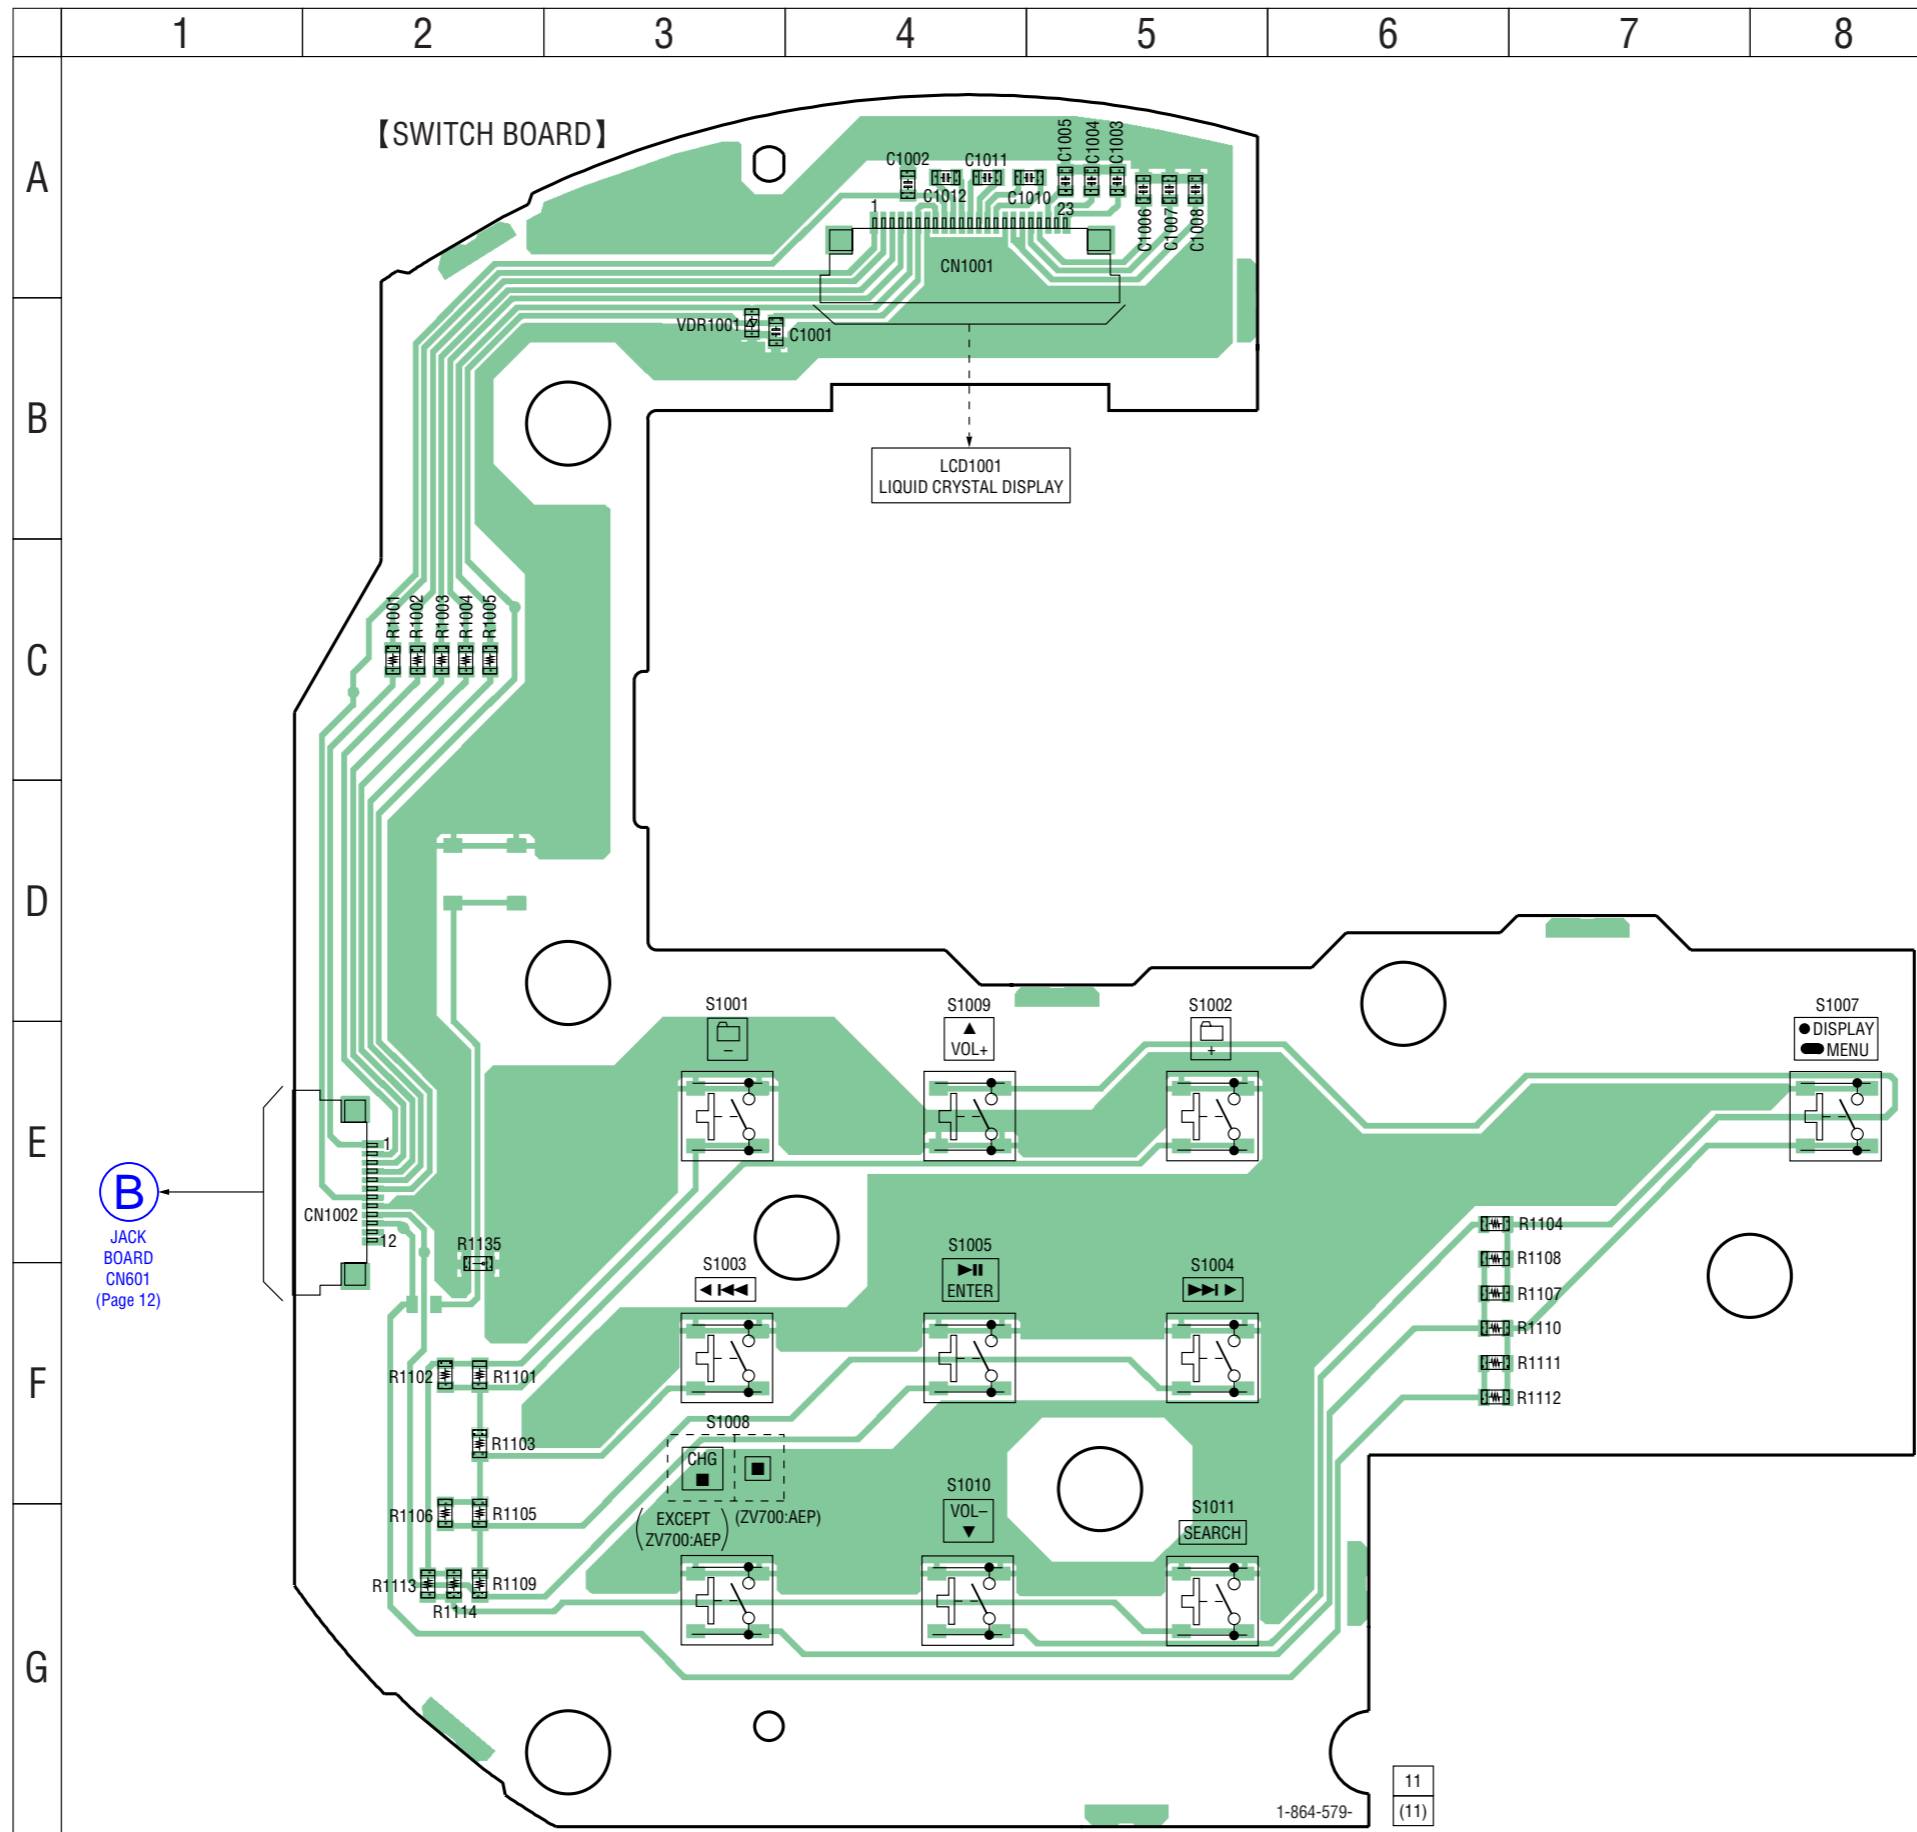 1 2 3 4 5 6 7 8
A
【SWITCH BOARD】
C1002
C1011
C1005
C1004
C1003
C1012
C1010
1
23
C1006
C1007
C1008
CN1001
VDR1001
C1001
B
LCD1001
LIQUID CRYSTAL DISPLAY
C
R1001
R1002
R1003
R1004
R1005
D
S1001
–
S1009
▲
VOL+
S1002
+
S1007
● DISPLAY
MENU
E
1
B
JACK
BOARD
CN601
(Page 12)
CN1002
12
R1135
R1104
R1108
R1107
R1110
R1111
R1112
S1003
S1005
ENTER
S1004
F
R1102
R1101
R1103
S1008
CHG
■
■
(EXCEPT
ZV700:AEP)
(ZV700:AEP)
S1010
VOL–
▼
S1011
SEARCH
R1106
R1105
R1113
R1109
R1114
G
1-864-579-
11
(11)